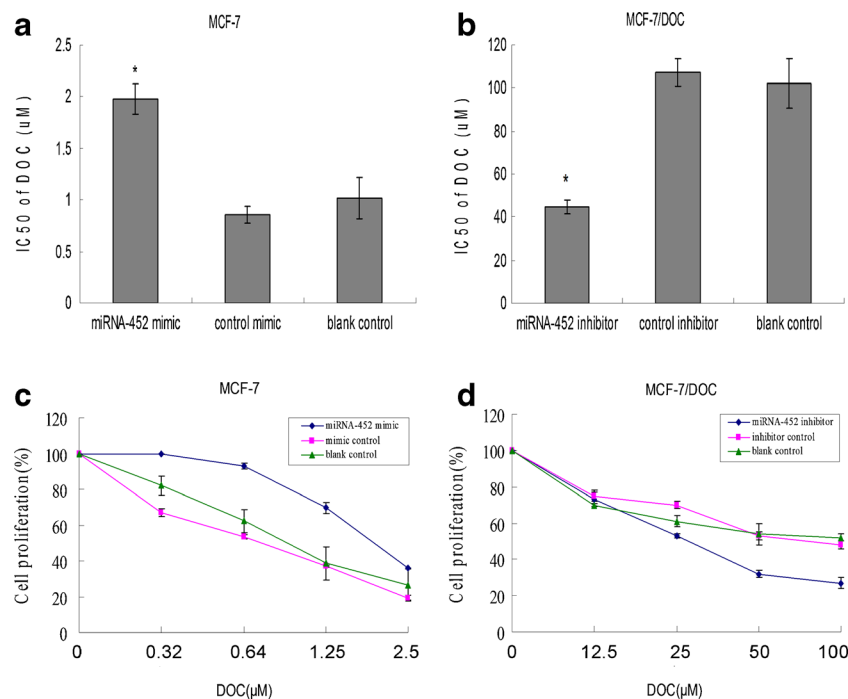 a
MCF-7
IC50 of DOC (uM)
2.5
2
1.5
1
0.5
0
*
miRNA-452 mimic
control mimic
blank control
b
MCF-7/DOC
IC50 of DOC (uM)
120
100
80
60
40
20
0
*
miRNA-452 inhibitor
control inhibitor
blank control
c
MCF-7
Cell proliferation(%)
120
100
80
60
40
20
0
miRNA-452 mimic
mimic control
blank control
0
0.32
0.64
1.25
2.5
DOC(μM)
d
MCF-7/DOC
Cell proliferation(%)
120
100
80
60
40
20
0
miRNA-452 inhibitor
inhibitor control
blank control
0
12.5
25
50
100
DOC(μM)